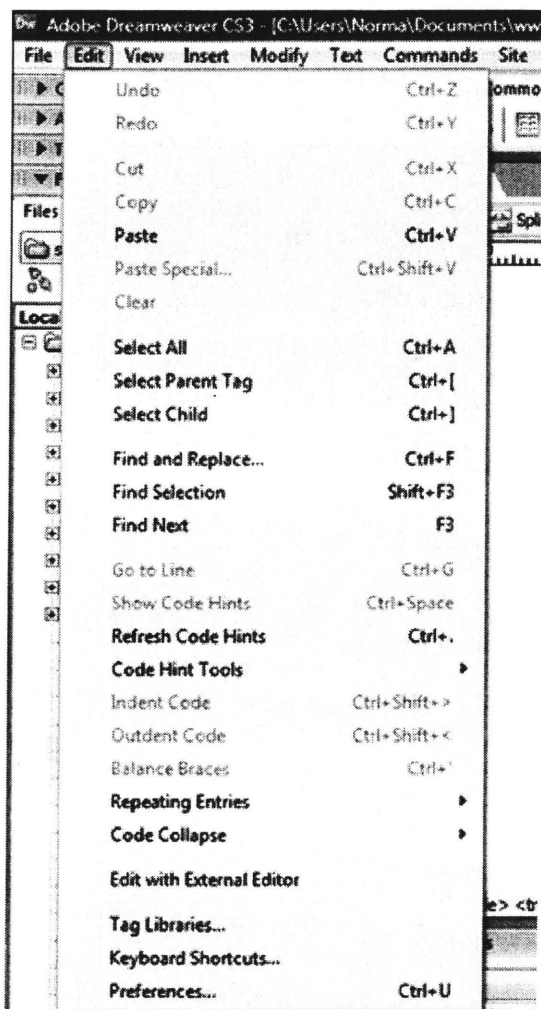 Dw Adobe Dreamweaver CS3 - [C:\Users\Norma\Documents\ww
File Edit View Insert Modify Text Commands Site
Undo Ctrl+Z
Redo Ctrl+Y
Cut Ctrl+X
Copy Ctrl+C
Paste Ctrl+V
Paste Special... Ctrl+Shift+V
Clear
Files
Select All Ctrl+A
Select Parent Tag Ctrl+[
Select Child Ctrl+]
Find and Replace... Ctrl+F
Find Selection Shift+F3
Find Next F3
Go to Line Ctrl+G
Show Code Hints Ctrl+Space
Refresh Code Hints Ctrl+.
Code Hint Tools
Indent Code Ctrl+Shift+>
Outdent Code Ctrl+Shift+<
Balance Braces Ctrl+'
Repeating Entries
Code Collapse
Edit with External Editor
Tag Libraries...
Keyboard Shortcuts...
Preferences... Ctrl+U